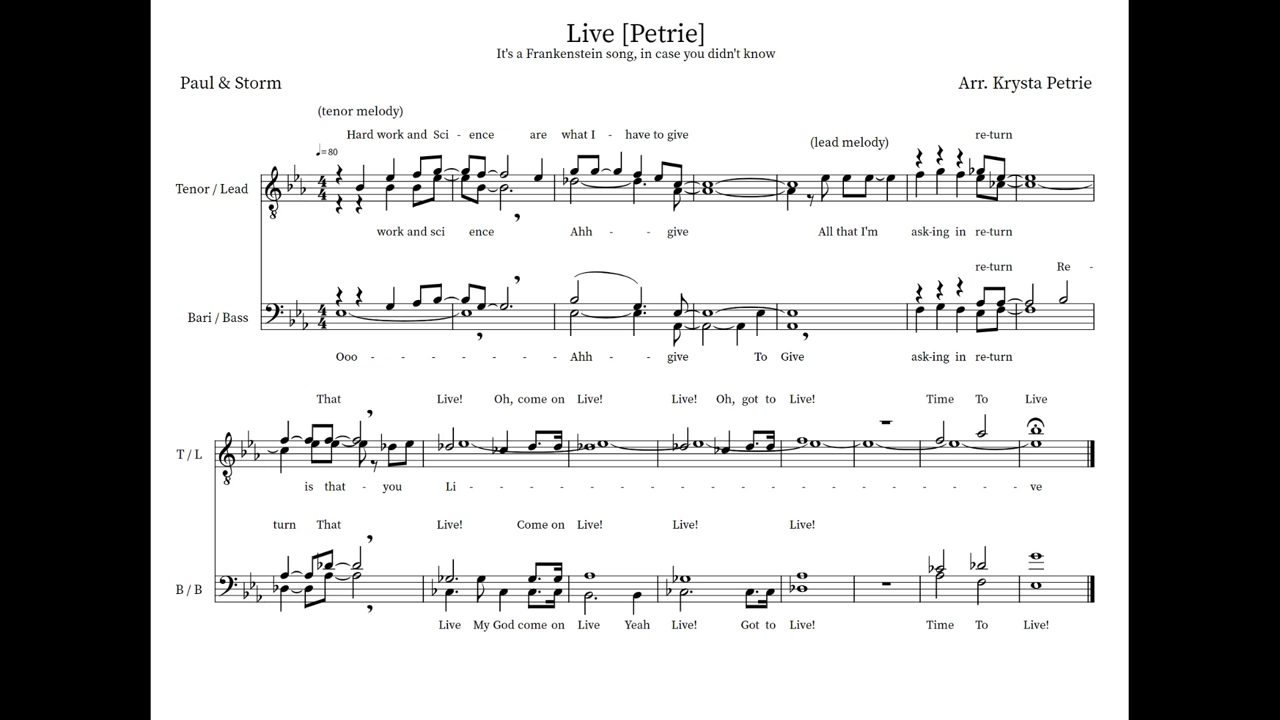 Live [Petrie]
It's a Frankenstein song, in case you didn't know
Paul & Storm
Arr. Krysta Petrie
(tenor melody)
Hard work and Sci - ence are what I - have to give re-turn
(lead melody)
♩=80
Tenor / Lead
8
work and sci ence Ahh - - give All that I'm ask-ing in re-turn
re-turn Re -
Bari / Bass
Ooo - - - - - - - Ahh - give To Give ask-ing in re-turn
That Live! Oh, come on Live! Live! Oh, got to Live! Time To Live
T / L
8
is that - you Li - - - - - - - - - - - - - - - - - ve
turn That Live! Come on Live! Live! Live!
B / B
Live My God come on Live Yeah Live! Got to Live! Time To Live!